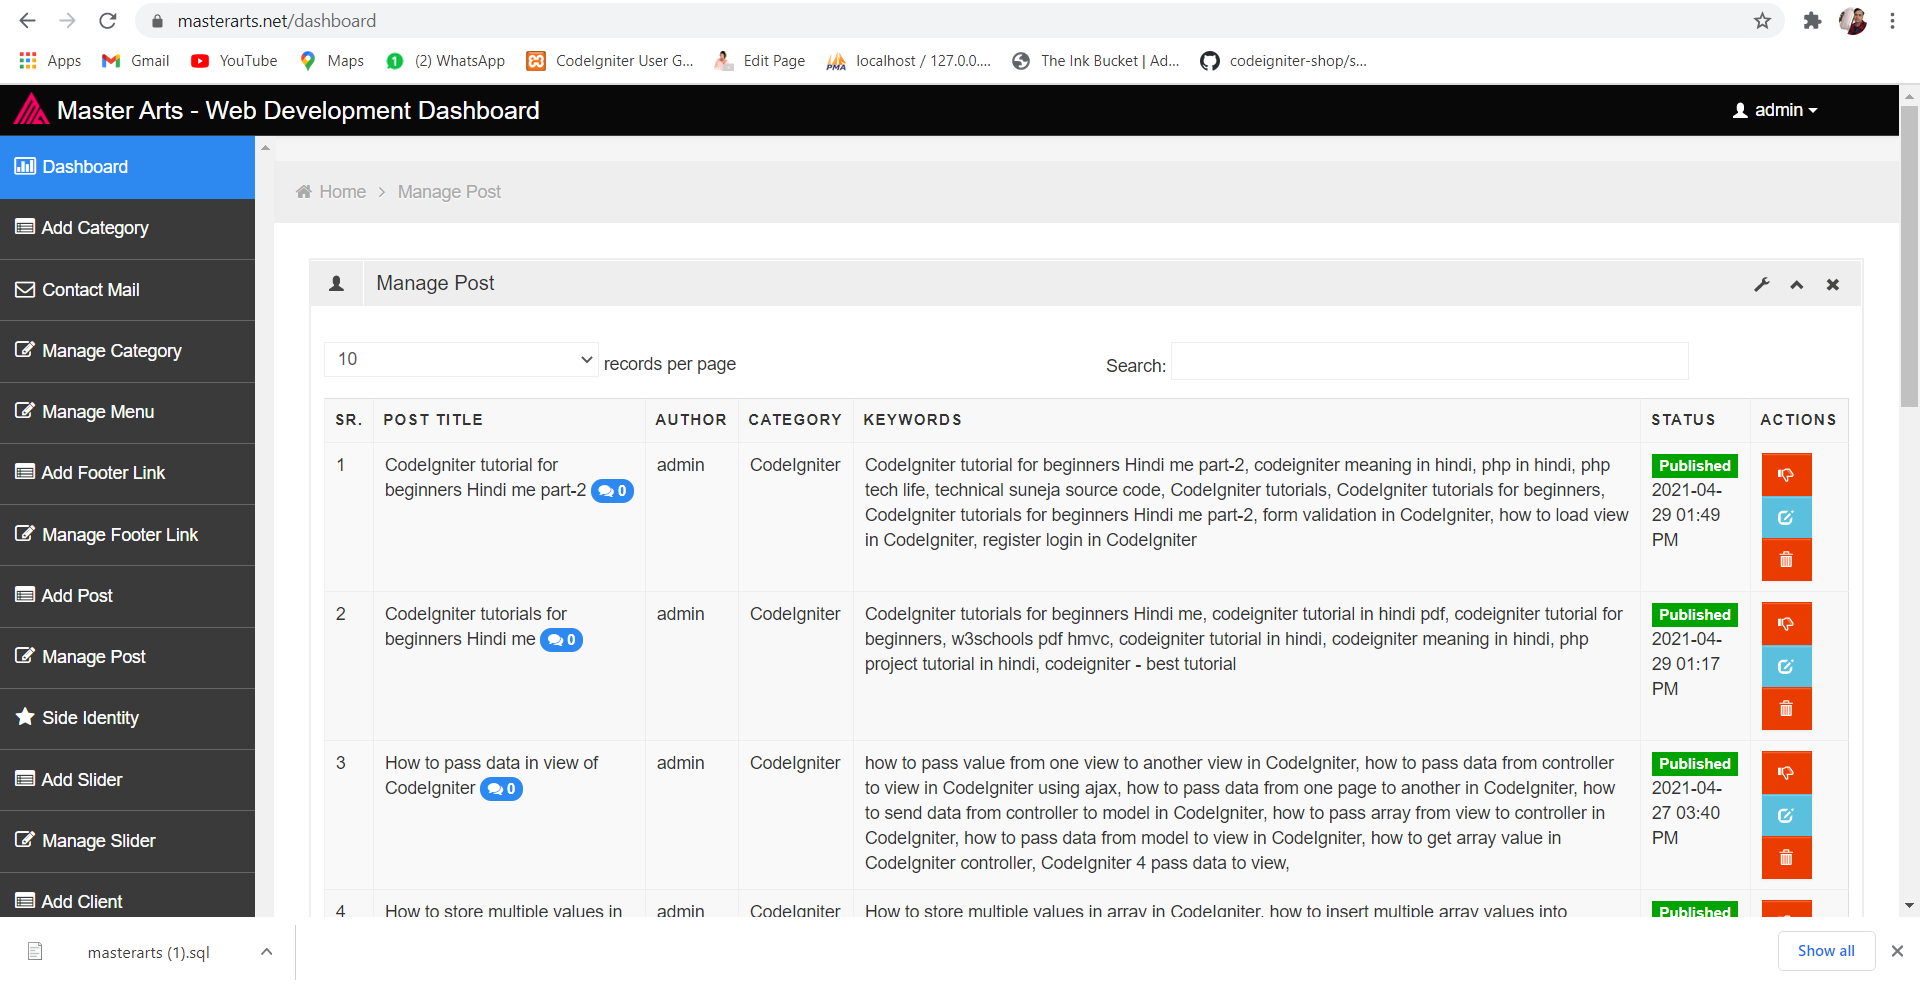 masterarts.net/dashboard
Apps Gmail YouTube Maps 1 (2) WhatsApp CodeIgniter User G... Edit Page PMA localhost / 127.0.0.... The Ink Bucket | Ad... codeigniter-shop/s...
Master Arts - Web Development Dashboard admin
Dashboard
Add Category
Contact Mail
Manage Category
Manage Menu
Add Footer Link
Manage Footer Link
Add Post
Manage Post
Side Identity
Add Slider
Manage Slider
Add Client
Home > Manage Post
Manage Post
10 records per page Search:
SR. POST TITLE AUTHOR CATEGORY KEYWORDS STATUS ACTIONS
1
CodeIgniter tutorial for
beginners Hindi me part-2 0
admin
CodeIgniter
CodeIgniter tutorial for beginners Hindi me part-2, codeigniter meaning in hindi, php in hindi, php
tech life, technical suneja source code, CodeIgniter tutorials, CodeIgniter tutorials for beginners,
CodeIgniter tutorials for beginners Hindi me part-2, form validation in CodeIgniter, how to load view
in CodeIgniter, register login in CodeIgniter
Published
2021-04-
29 01:49
PM
2
CodeIgniter tutorials for
beginners Hindi me 0
admin
CodeIgniter
CodeIgniter tutorials for beginners Hindi me, codeigniter tutorial in hindi pdf, codeigniter tutorial for
beginners, w3schools pdf hmvc, codeigniter tutorial in hindi, codeigniter meaning in hindi, php
project tutorial in hindi, codeigniter - best tutorial
Published
2021-04-
29 01:17
PM
3
How to pass data in view of
CodeIgniter 0
admin
CodeIgniter
how to pass value from one view to another view in CodeIgniter, how to pass data from controller
to view in CodeIgniter using ajax, how to pass data from one page to another in CodeIgniter, how
to send data from controller to model in CodeIgniter, how to pass array from view to controller in
CodeIgniter, how to pass data from model to view in CodeIgniter, how to get array value in
CodeIgniter controller, CodeIgniter 4 pass data to view,
Published
2021-04-
27 03:40
PM
4
How to store multiple values in
admin
CodeIgniter
How to store multiple values in array in CodeIgniter, how to insert multiple array values into
Published
masterarts (1).sql Show all